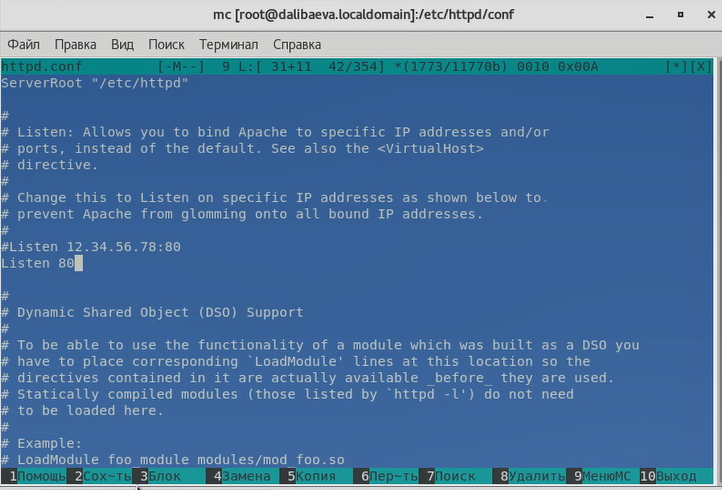 mc [root@dalibaeva.localdomain]:/etc/httpd/conf
Файл Правка Вид Поиск Терминал Справка
httpd.conf [-M--] 9 L:[ 31+11 42/354] *(1773/11770b) 0010 0x00A [*][X]
ServerRoot "/etc/httpd"
#
# Listen: Allows you to bind Apache to specific IP addresses and/or
# ports, instead of the default. See also the <VirtualHost>
# directive.
#
# Change this to Listen on specific IP addresses as shown below to.
# prevent Apache from glomming onto all bound IP addresses.
#
#Listen 12.34.56.78:80
Listen 80
#
# Dynamic Shared Object (DSO) Support
#
# To be able to use the functionality of a module which was built as a DSO you
# have to place corresponding `LoadModule' lines at this location so the
# directives contained in it are actually available _before_ they are used.
# Statically compiled modules (those listed by `httpd -l') do not need
# to be loaded here.
#
# Example:
# LoadModule foo_module modules/mod_foo.so
1Помощь 2Сох~ть 3Блок 4Замена 5Копия 6Пер~ть 7Поиск 8Удалить 9МенюМС 10Выход